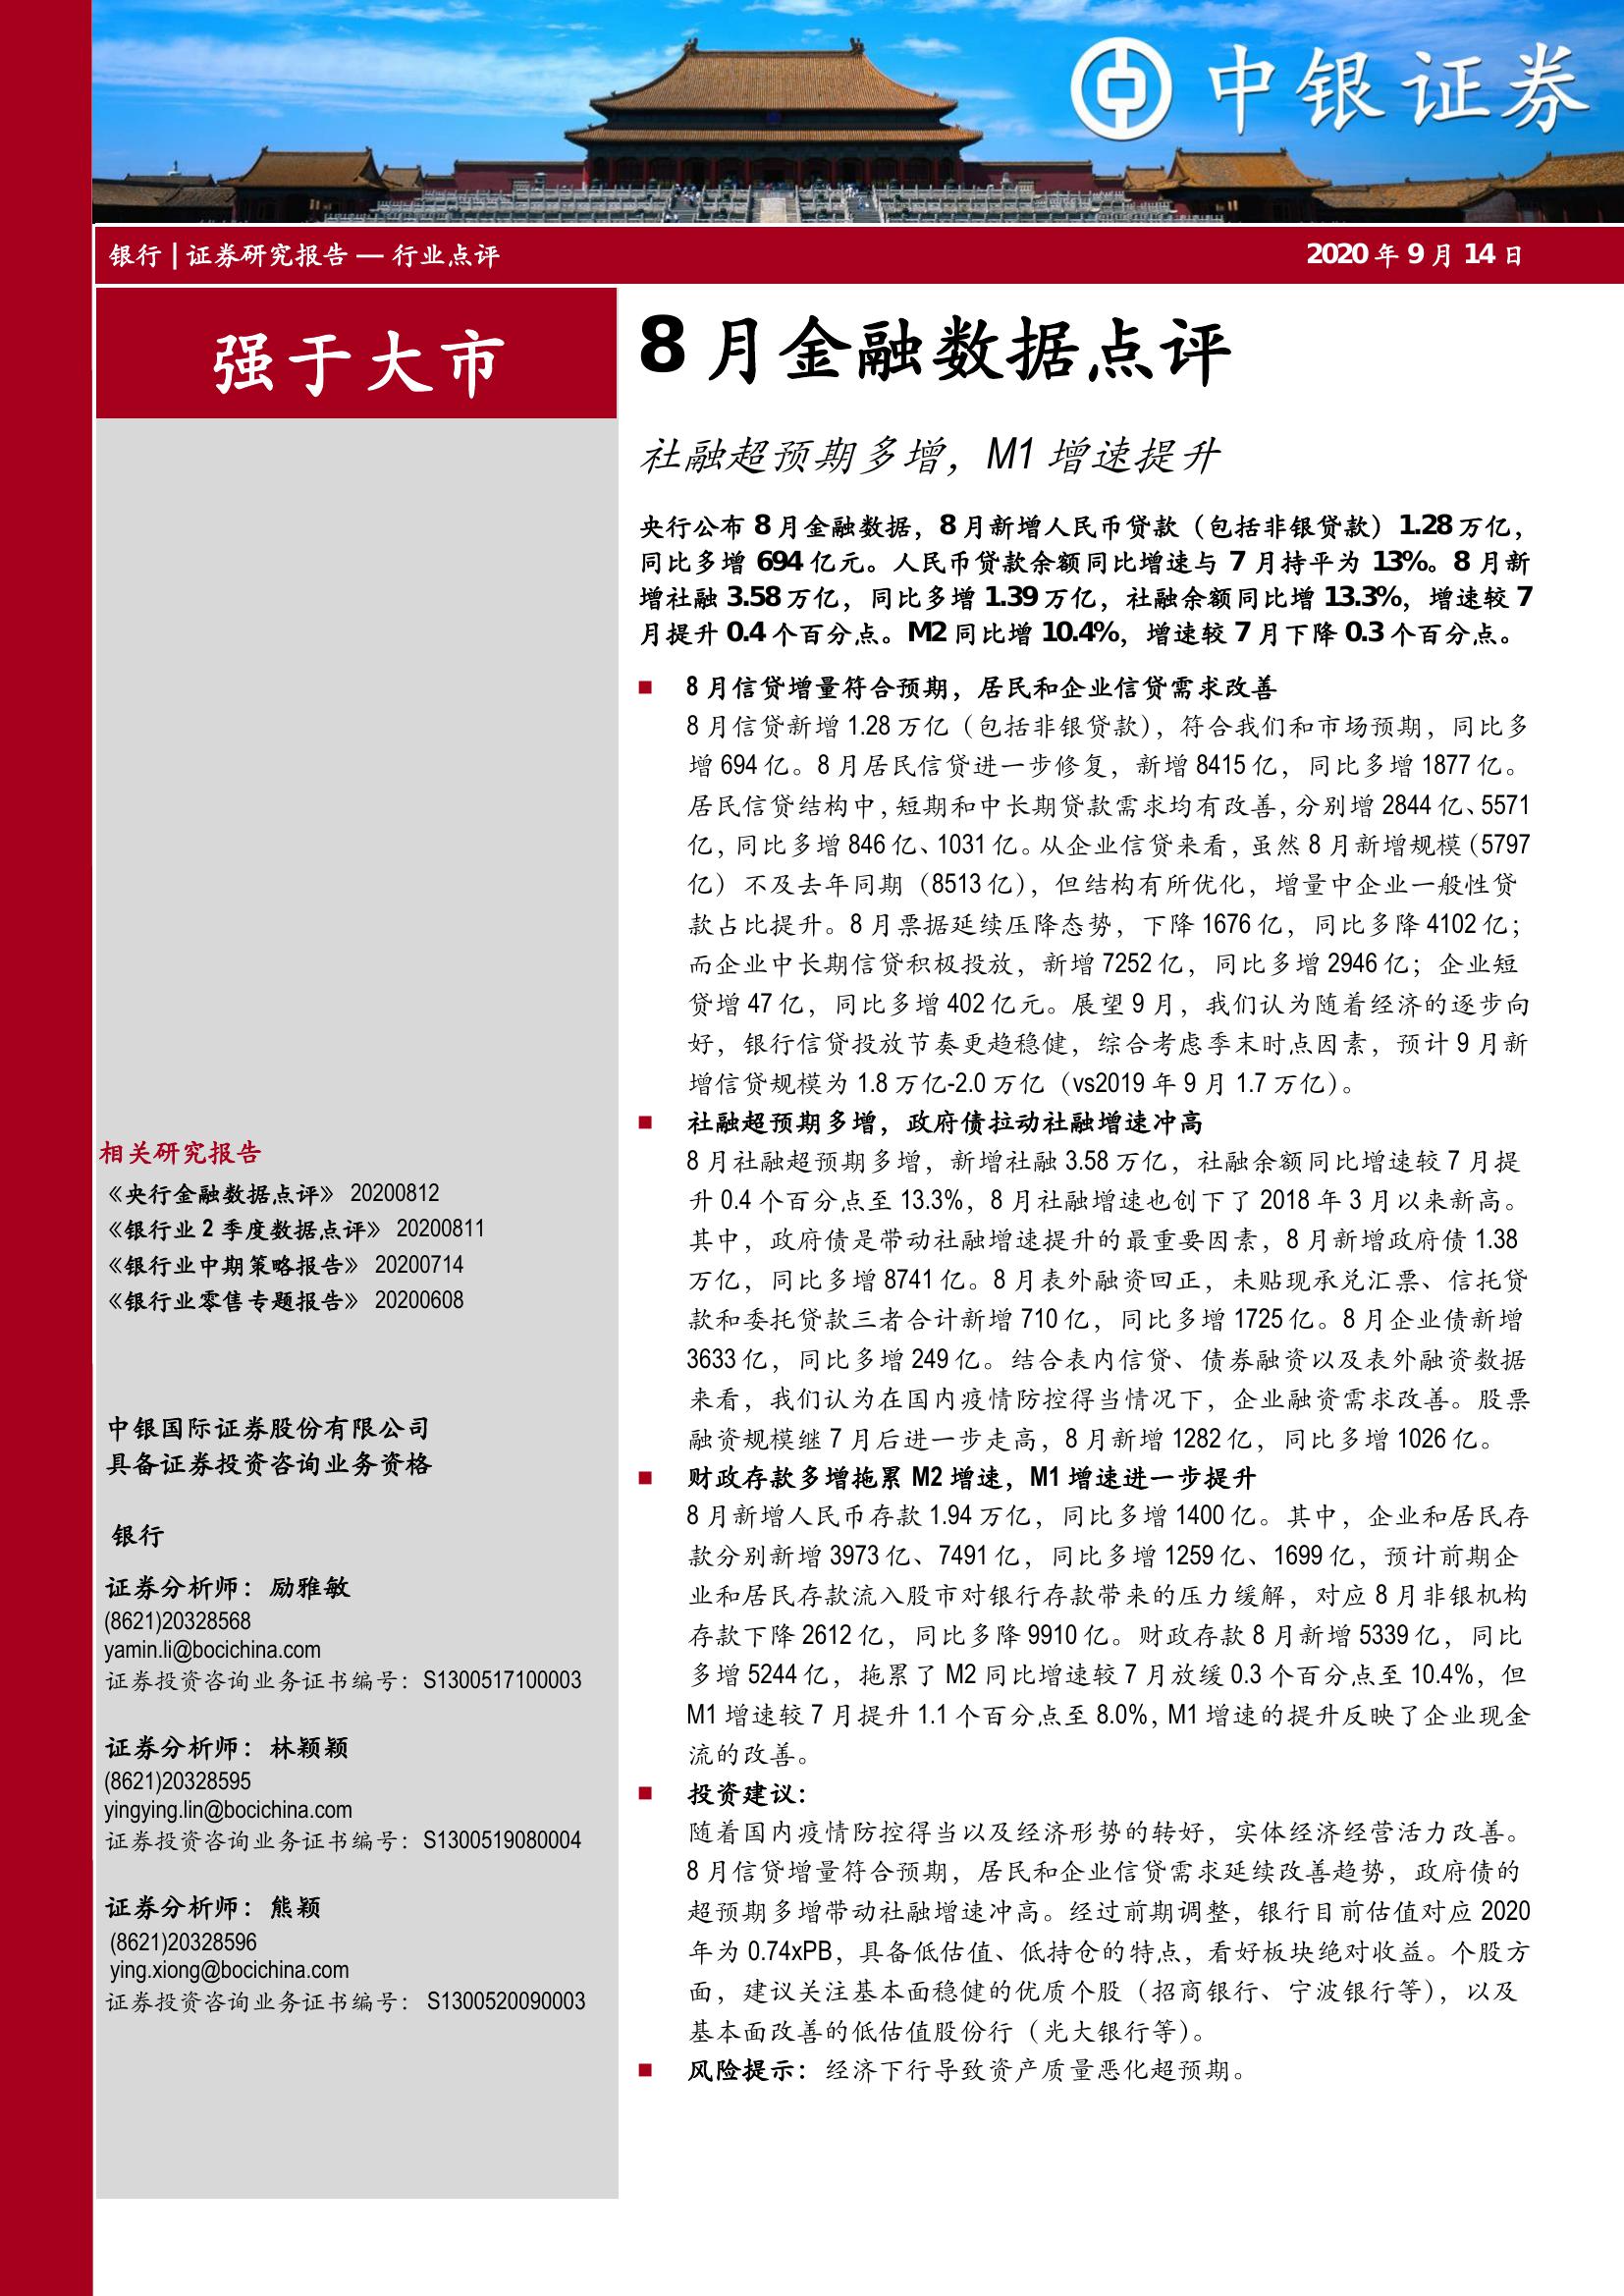 中银证券
银行 | 证券研究报告 — 行业点评
2020 年 9 月 14 日
强于大市
8 月金融数据点评
社融超预期多增，M1 增速提升
央行公布 8 月金融数据，8 月新增人民币贷款（包括非银贷款）1.28 万亿，
同比多增 694 亿元。人民币贷款余额同比增速与 7 月持平为 13%。8 月新
增社融 3.58 万亿，同比多增 1.39 万亿，社融余额同比增 13.3%，增速较 7
月提升 0.4 个百分点。M2 同比增 10.4%，增速较 7 月下降 0.3 个百分点。
■ 8 月信贷增量符合预期，居民和企业信贷需求改善
8 月信贷新增 1.28 万亿（包括非银贷款），符合我们和市场预期，同比多
增 694 亿。8 月居民信贷进一步修复，新增 8415 亿，同比多增 1877 亿。
居民信贷结构中，短期和中长期贷款需求均有改善，分别增 2844 亿、5571
亿，同比多增 846 亿、1031 亿。从企业信贷来看，虽然 8 月新增规模（5797
亿）不及去年同期（8513 亿），但结构有所优化，增量中企业一般性贷
款占比提升。8 月票据延续压降态势，下降 1676 亿，同比多降 4102 亿；
而企业中长期信贷积极投放，新增 7252 亿，同比多增 2946 亿；企业短
贷增 47 亿，同比多增 402 亿元。展望 9 月，我们认为随着经济的逐步向
好，银行信贷投放节奏更趋稳健，综合考虑季末时点因素，预计 9 月新
增信贷规模为 1.8 万亿-2.0 万亿（vs2019 年 9 月 1.7 万亿）。
■ 社融超预期多增，政府债拉动社融增速冲高
8 月社融超预期多增，新增社融 3.58 万亿，社融余额同比增速较 7 月提
升 0.4 个百分点至 13.3%，8 月社融增速也创下了 2018 年 3 月以来新高。
其中，政府债是带动社融增速提升的最重要因素，8 月新增政府债 1.38
万亿，同比多增 8741 亿。8 月表外融资回正，未贴现承兑汇票、信托贷
款和委托贷款三者合计新增 710 亿，同比多增 1725 亿。8 月企业债新增
3633 亿，同比多增 249 亿。结合表内信贷、债券融资以及表外融资数据
来看，我们认为在国内疫情防控得当情况下，企业融资需求改善。股票
融资规模继 7 月后进一步走高，8 月新增 1282 亿，同比多增 1026 亿。
■ 财政存款多增拖累 M2 增速，M1 增速进一步提升
8 月新增人民币存款 1.94 万亿，同比多增 1400 亿。其中，企业和居民存
款分别新增 3973 亿、7491 亿，同比多增 1259 亿、1699 亿，预计前期企
业和居民存款流入股市对银行存款带来的压力缓解，对应 8 月非银机构
存款下降 2612 亿，同比多降 9910 亿。财政存款 8 月新增 5339 亿，同比
多增 5244 亿，拖累了 M2 同比增速较 7 月放缓 0.3 个百分点至 10.4%，但
M1 增速较 7 月提升 1.1 个百分点至 8.0%，M1 增速的提升反映了企业现金
流的改善。
■ 投资建议：
随着国内疫情防控得当以及经济形势的转好，实体经济经营活力改善。
8 月信贷增量符合预期，居民和企业信贷需求延续改善趋势，政府债的
超预期多增带动社融增速冲高。经过前期调整，银行目前估值对应 2020
年为 0.74xPB，具备低估值、低持仓的特点，看好板块绝对收益。个股方
面，建议关注基本面稳健的优质个股（招商银行、宁波银行等），以及
基本面改善的低估值股份行（光大银行等）。
■ 风险提示：经济下行导致资产质量恶化超预期。
相关研究报告
《央行金融数据点评》 20200812
《银行业 2 季度数据点评》 20200811
《银行业中期策略报告》 20200714
《银行业零售专题报告》 20200608
中银国际证券股份有限公司
具备证券投资咨询业务资格
银行
证券分析师：励雅敏
(8621)20328568
yamin.li@bocichina.com
证券投资咨询业务证书编号：S1300517100003
证券分析师：林颖颖
(8621)20328595
yingying.lin@bocichina.com
证券投资咨询业务证书编号：S1300519080004
证券分析师：熊颖
(8621)20328596
ying.xiong@bocichina.com
证券投资咨询业务证书编号：S1300520090003